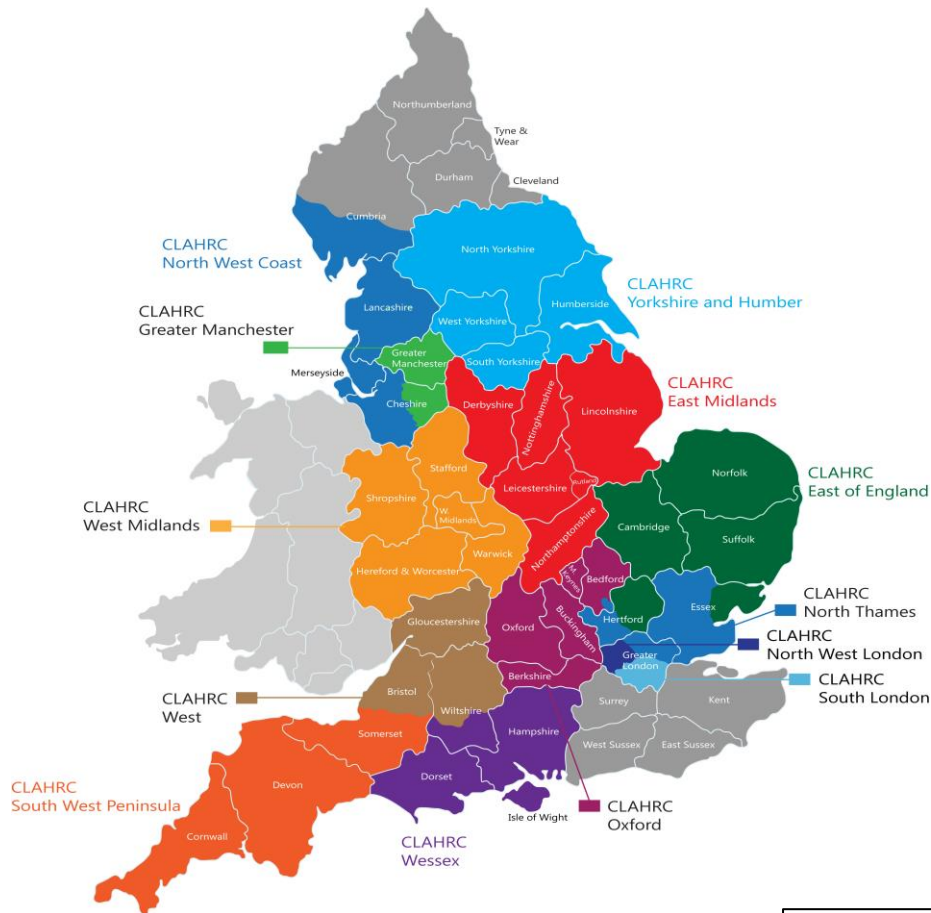 Northumberland
Tyne &
Wear
Durham
Cleveland
Cumbria
CLAHRC
North West Coast
North Yorkshire
CLAHRC
Yorkshire and Humber
Lancashire
Humberside
West Yorkshire
CLAHRC
Greater Manchester
Greater
Manchester
South Yorkshire
Merseyside
Cheshire
Derbyshire
Nottinghamshire
Lincolnshire
CLAHRC
East Midlands
Stafford
Shropshire
Leicestershire
Rutland
Norfolk
CLAHRC
East of England
CLAHRC
West Midlands
W.
Midlands
Warwick
Northamptonshire
Cambridge
Suffolk
Hereford & Worcester
M.
Keynes
Bedford
Gloucestershire
Oxford
Buckingham
Hertford
Essex
CLAHRC
North Thames
Greater
London
CLAHRC
North West London
Berkshire
CLAHRC
South London
CLAHRC
West
Bristol
Wiltshire
Surrey
Kent
Somerset
Hampshire
West Sussex
East Sussex
CLAHRC
South West Peninsula
Devon
Dorset
Isle of Wight
CLAHRC
Oxford
Cornwall
CLAHRC
Wessex